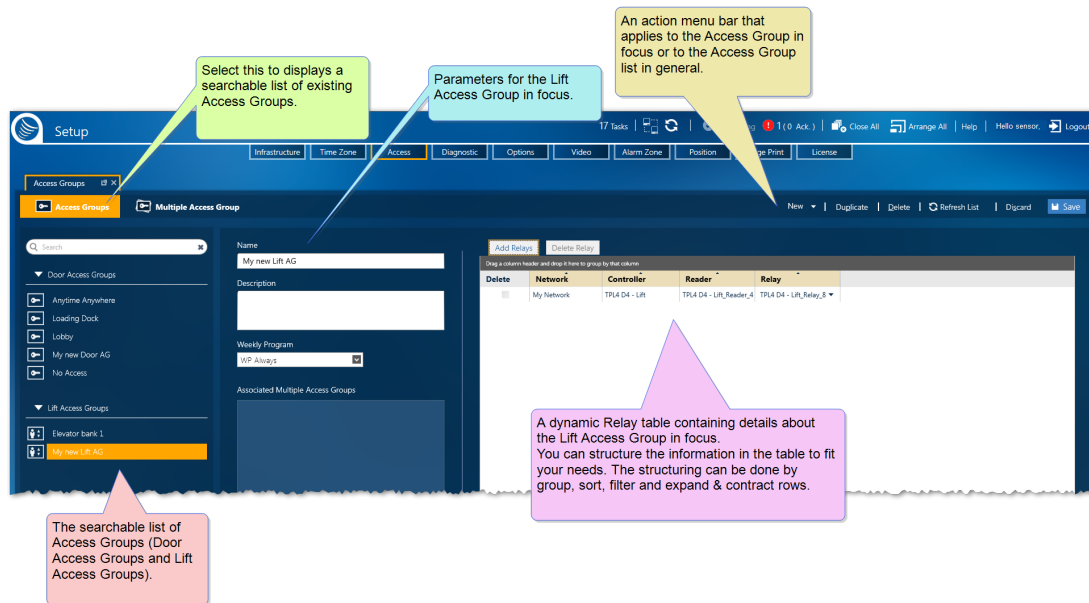 An action menu bar that
applies to the Access Group in
focus or to the Access Group
list in general.
Select this to displays a
searchable list of existing
Access Groups.
Parameters for the Lift
Access Group in focus.
Setup
17 Tasks | | 1 ( 0 Ack. ) | Close All Arrange All | Help | Hello sensor, Logout
Infrastructure Time Zone Access Diagnostic Options Video Alarm Zone Position Print License
Access Groups
Access Groups Multiple Access Group New | Duplicate | Delete | Refresh List | Discard Save
Search
Door Access Groups
Anytime Anywhere
Loading Dock
Lobby
My new Door AG
No Access
Lift Access Groups
Elevator bank 1
My new Lift AG
Name
My new Lift AG
Description
Weekly Program
WP Always
Associated Multiple Access Groups
Add Relays Delete Relay
Drag a column header and drop it here to group by that column
Delete Network Controller Reader Relay
My Network TPL4 D4 - Lift TPL4 D4 - Lift_Reader_4 TPL4 D4 - Lift_Relay_8
A dynamic Relay table containing details about
the Lift Access Group in focus.
You can structure the information in the table to fit
your needs. The structuring can be done by
group, sort, filter and expand & contract rows.
The searchable list of
Access Groups (Door
Access Groups and Lift
Access Groups).